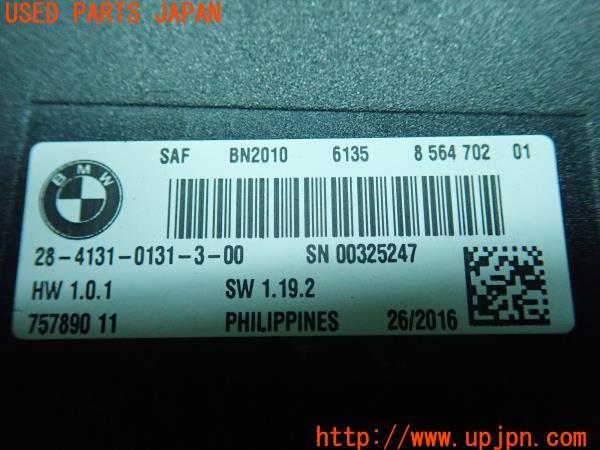 USED PARTS JAPAN
BMW
SAF BN2010 6135 8 564 702 01
28-4131-0131-3-00 SN 00325247
HW 1.0.1 SW 1.19.2
757890 11 PHILIPPINES 26/2016
UPJ http://www.upjpn.com/